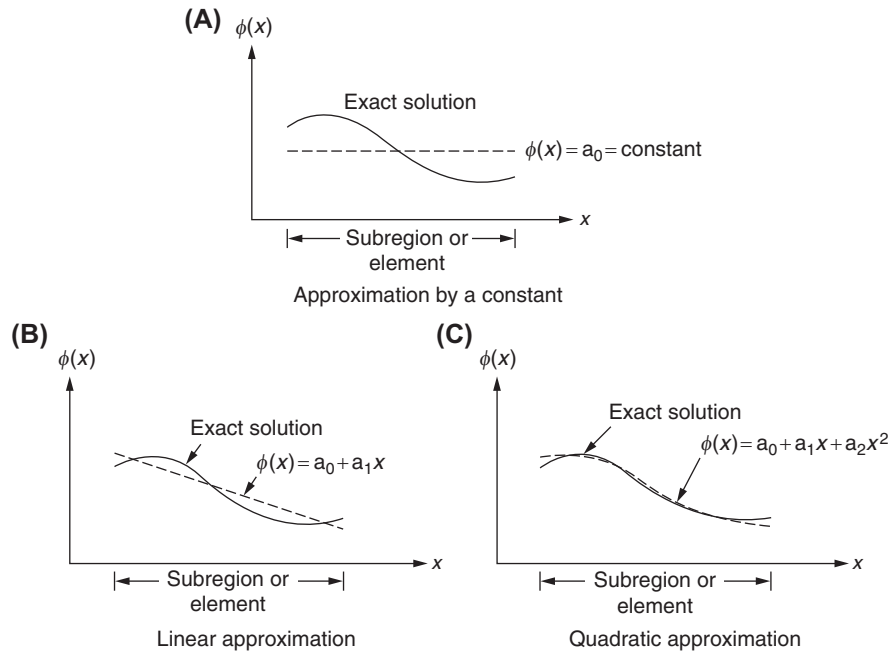 (A)
ϕ(x)
Exact solution
ϕ(x) = a₀ = constant
x
Subregion or
element
Approximation by a constant
(B)
ϕ(x)
Exact solution
ϕ(x) = a₀ + a₁x
x
Subregion or
element
Linear approximation
(C)
ϕ(x)
Exact solution
ϕ(x) = a₀ + a₁x + a₂x²
x
Subregion or
element
Quadratic approximation